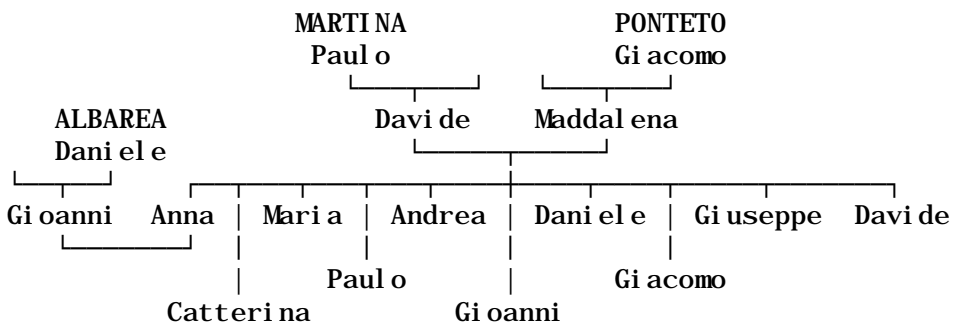 MARTINA PONTETO
Paulo Giacomo
Davide Maddalena
ALBAREA
Daniele
Gioanni Anna Maria Andrea Daniele Giuseppe Davide
Paulo Giacomo
Catterina Gioanni